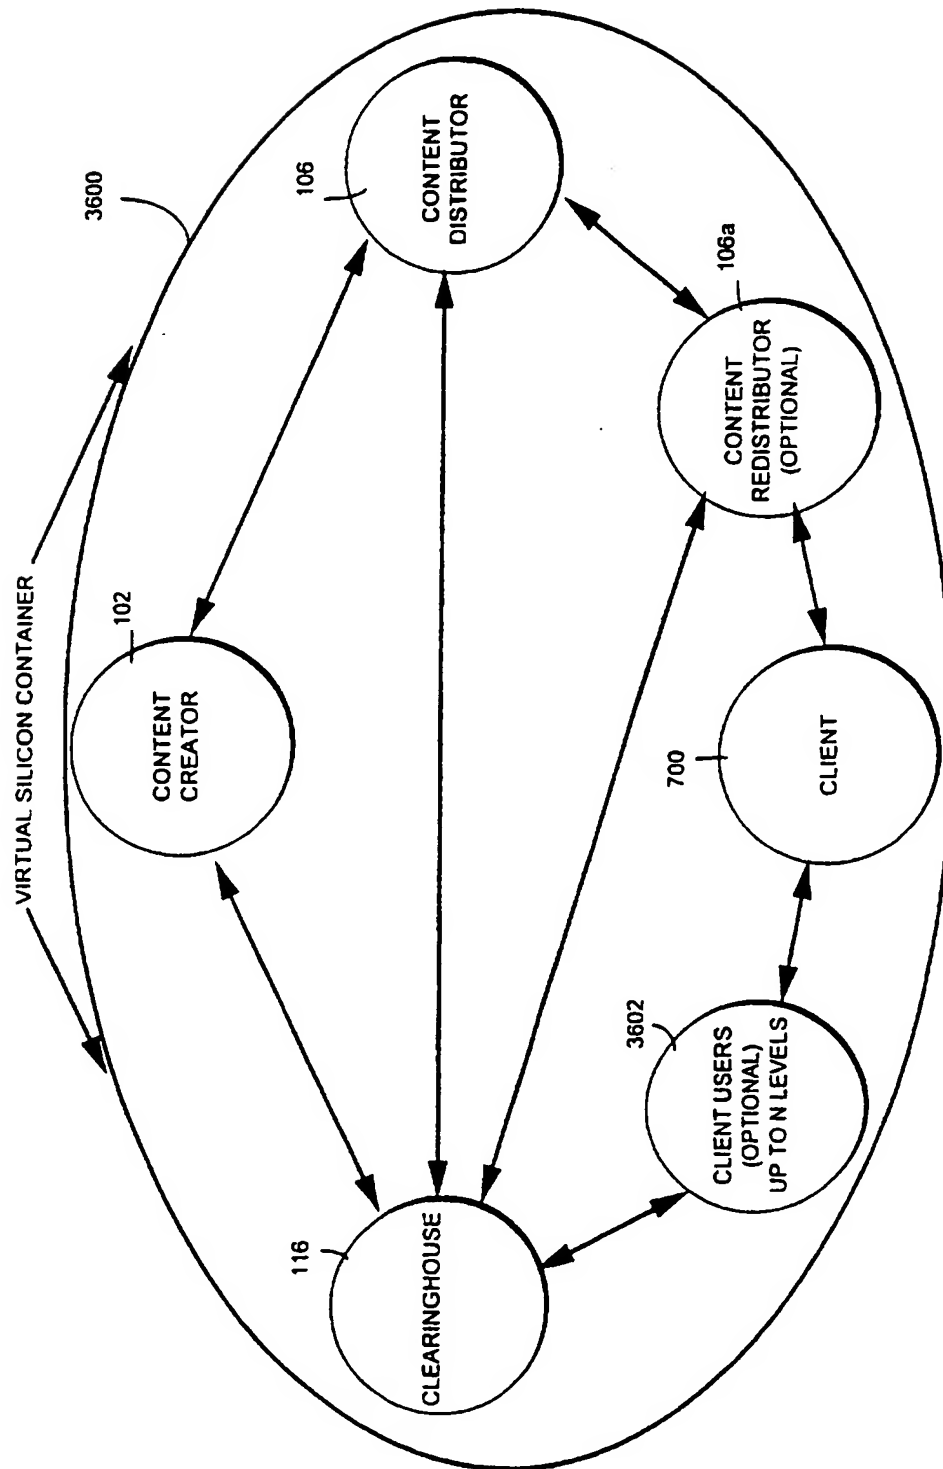 VIRTUAL SILICON CONTAINER
3600
102
CONTENT
CREATOR
106
CONTENT
DISTRIBUTOR
116
CLEARINGHOUSE
106a
CONTENT
REDISTRIBUTOR
(OPTIONAL)
3602
CLIENT USERS
(OPTIONAL)
UP TO N LEVELS
700
CLIENT